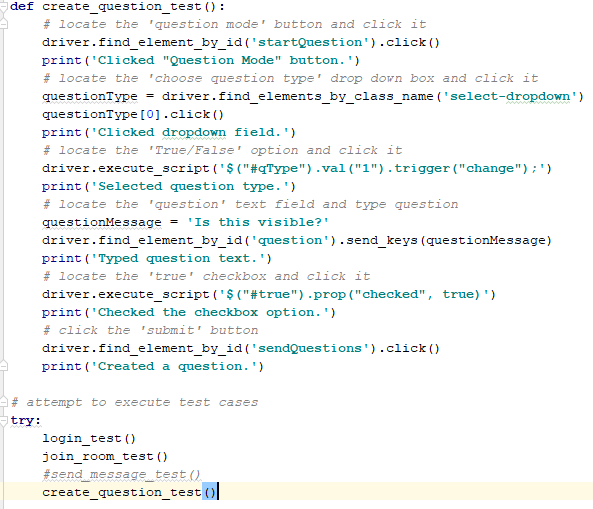 def create_question_test():
    # locate the 'question mode' button and click it
    driver.find_element_by_id('startQuestion').click()
    print('Clicked "Question Mode" button.')
    # locate the 'choose question type' drop down box and click it
    questionType = driver.find_elements_by_class_name('select-dropdown')
    questionType[0].click()
    print('Clicked dropdown field.')
    # locate the 'True/False' option and click it
    driver.execute_script('$("#qType").val("1").trigger("change");')
    print('Selected question type.')
    # locate the 'question' text field and type question
    questionMessage = 'Is this visible?'
    driver.find_element_by_id('question').send_keys(questionMessage)
    print('Typed question text.')
    # locate the 'true' checkbox and click it
    driver.execute_script('$("#true").prop("checked", true)')
    print('Checked the checkbox option.')
    # click the 'submit' button
    driver.find_element_by_id('sendQuestions').click()
    print('Created a question.')

# attempt to execute test cases
try:
    login_test()
    join_room_test()
    #send_message_test()
    create_question_test()